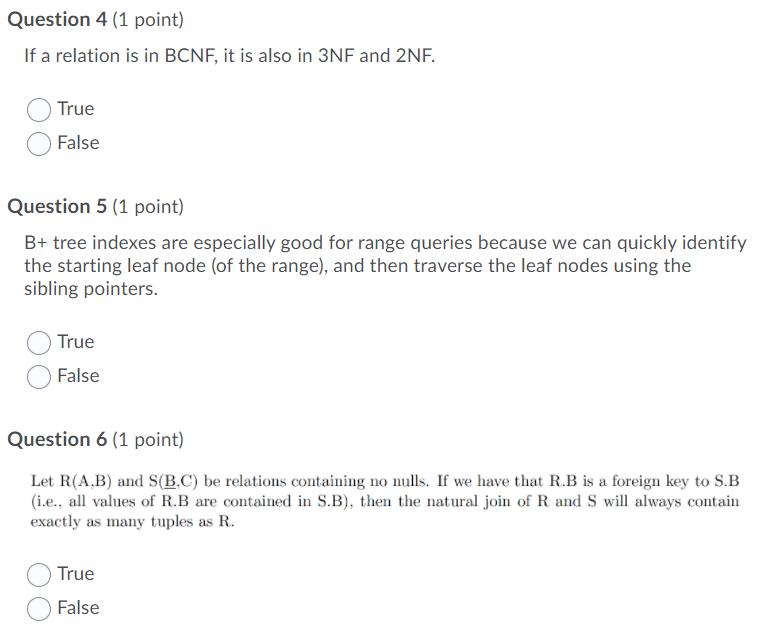 Question 4 (1 point)
If a relation is in BCNF, it is also in 3NF and 2NF.
True
False
Question 5 (1 point)
B+ tree indexes are especially good for range queries because we can quickly identify
the starting leaf node (of the range), and then traverse the leaf nodes using the
sibling pointers.
True
False
Question 6 (1 point)
Let R(A,B) and S(B,C) be relations containing no nulls. If we have that R.B is a foreign key to S.B
(i.e., all values of R.B are contained in S.B), then the natural join of R and S will always contain
exactly as many tuples as R.
True
False